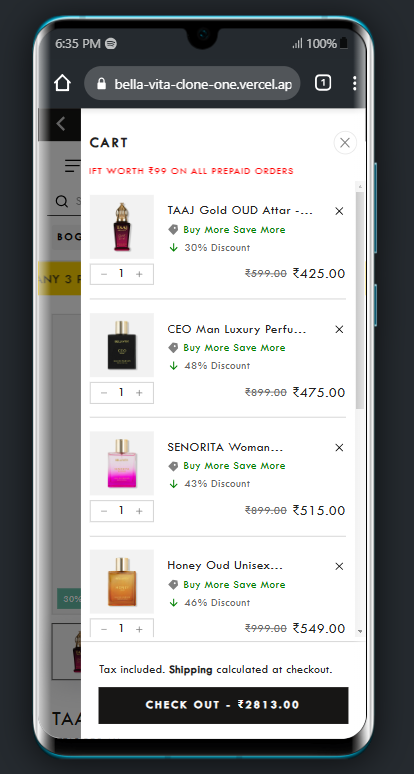 6:35 PM
100%
bella-vita-clone-one.vercel.ap
1
CART
IFT WORTH ₹99 ON ALL PREPAID ORDERS
S
BOG
ANY 3 P
TAAJ Gold OUD Attar -...
Buy More Save More
30% Discount
− 1 +
₹599.00 ₹425.00
CEO Man Luxury Perfu...
Buy More Save More
48% Discount
− 1 +
₹899.00 ₹475.00
SENORITA Woman...
Buy More Save More
43% Discount
− 1 +
₹899.00 ₹515.00
Honey Oud Unisex...
Buy More Save More
46% Discount
− 1 +
₹999.00 ₹549.00
Tax included. Shipping calculated at checkout.
CHECK OUT - ₹2813.00
TAA